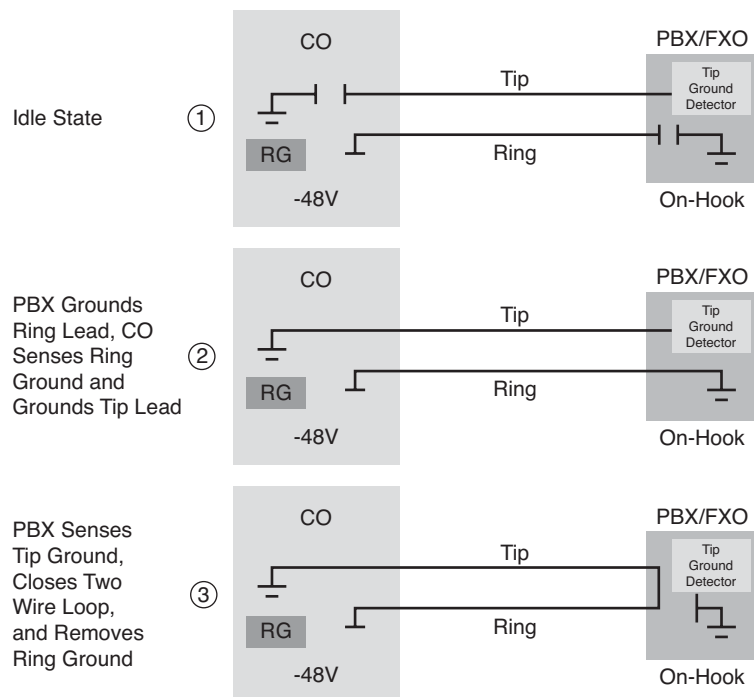 CO
PBX/FXO
Tip
Ground
Detector
Tip
Idle State
1
Ring
RG
-48V
On-Hook
CO
PBX/FXO
Tip
Ground
Detector
Tip
PBX Grounds
Ring Lead, CO
Senses Ring
Ground and
Grounds Tip Lead
2
Ring
RG
-48V
On-Hook
CO
PBX/FXO
Tip
Ground
Detector
Tip
PBX Senses
Tip Ground,
Closes Two
Wire Loop,
and Removes
Ring Ground
3
Ring
RG
-48V
On-Hook